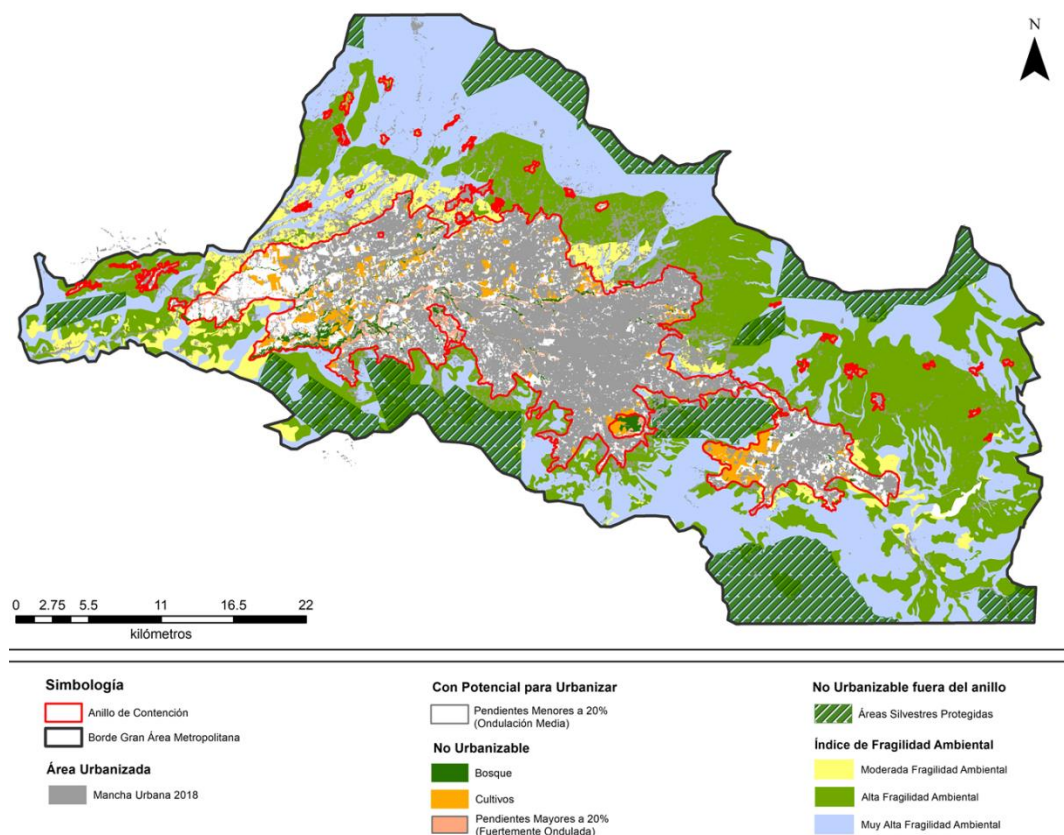 N
0 2.75 5.5 11 16.5 22
kilómetros
Simbología
Anillo de Contención
Borde Gran Área Metropolitana
Área Urbanizada
Mancha Urbana 2018
Con Potencial para Urbanizar
Pendientes Menores a 20%
(Ondulación Media)
No Urbanizable
Bosque
Cultivos
Pendientes Mayores a 20%
(Fuertemente Ondulada)
No Urbanizable fuera del anillo
Áreas Silvestres Protegidas
Índice de Fragilidad Ambiental
Moderada Fragilidad Ambiental
Alta Fragilidad Ambiental
Muy Alta Fragilidad Ambiental